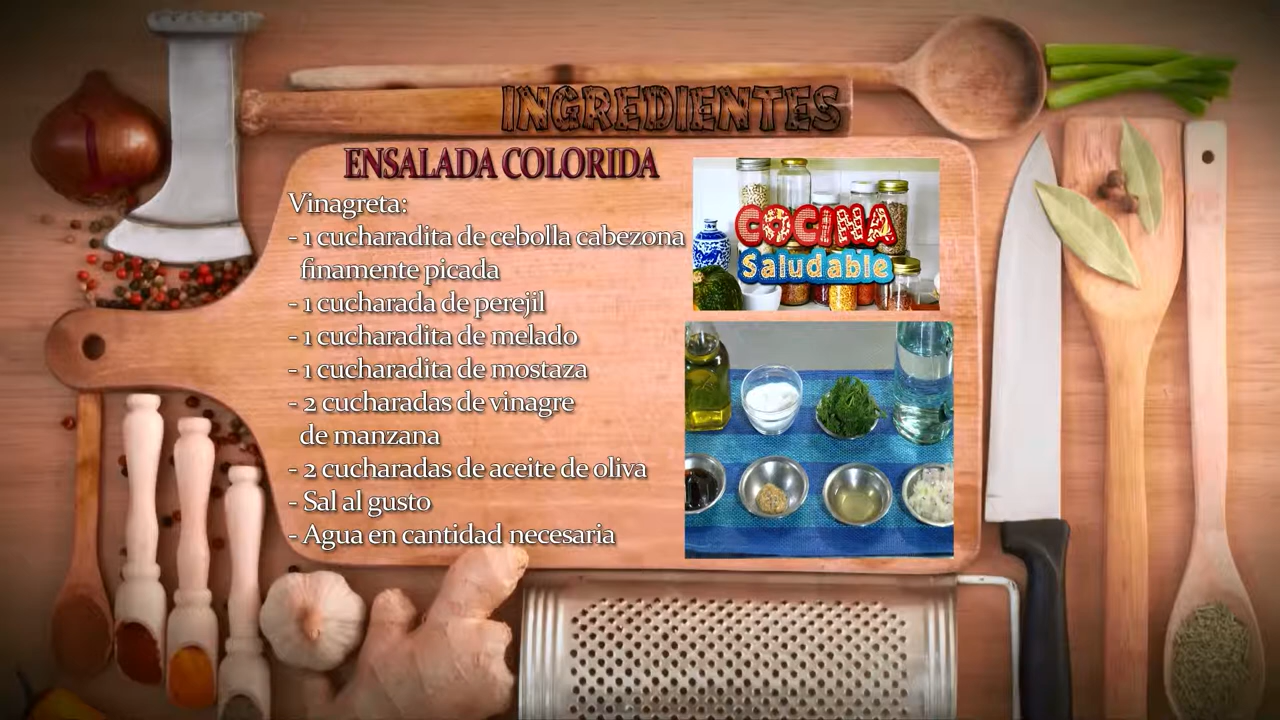 INGREDIENTES
ENSALADA COLORIDA
Vinagreta:
- 1 cucharadita de cebolla cabezona
finamente picada
- 1 cucharada de perejil
- 1 cucharadita de melado
- 1 cucharadita de mostaza
- 2 cucharadas de vinagre
de manzana
- 2 cucharadas de aceite de oliva
- Sal al gusto
- Agua en cantidad necesaria
COCINA
Saludable